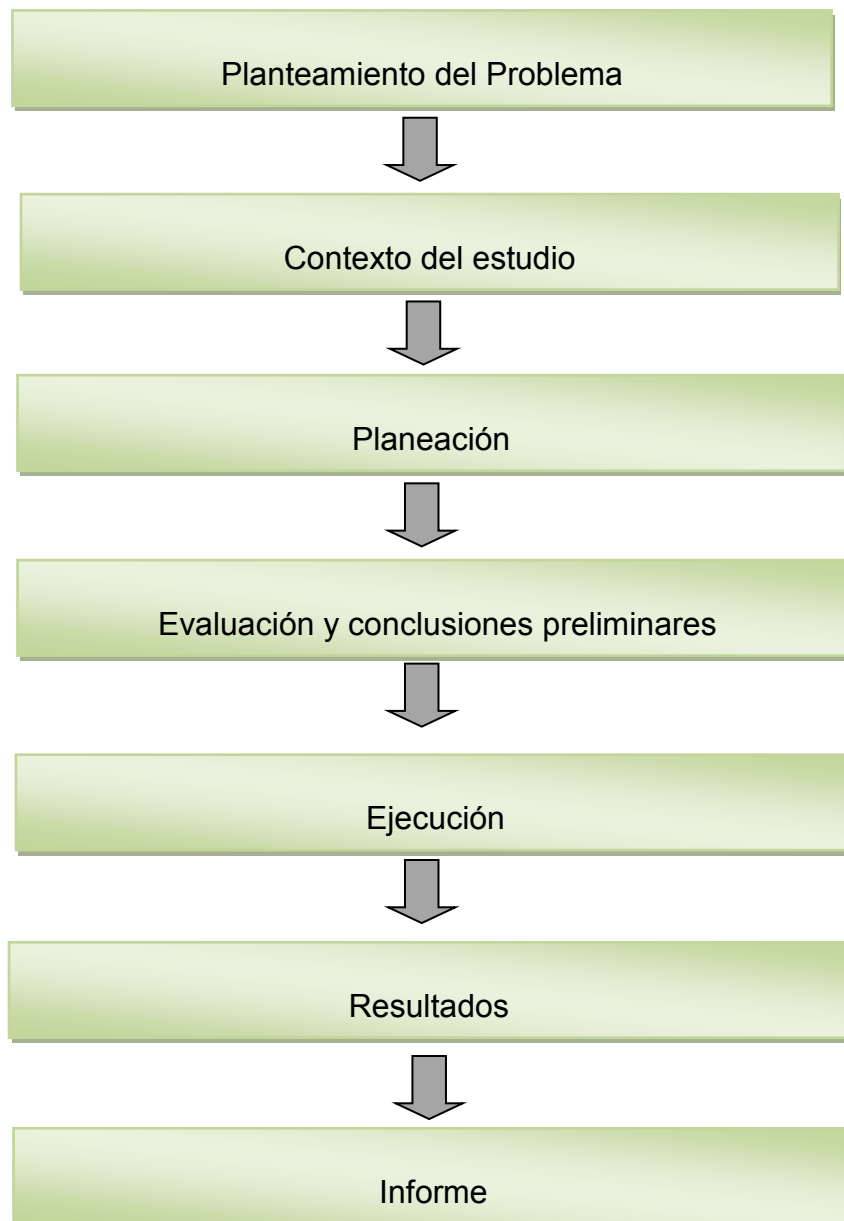 Planteamiento del Problema
Contexto del estudio
Planeación
Evaluación y conclusiones preliminares
Ejecución
Resultados
Informe